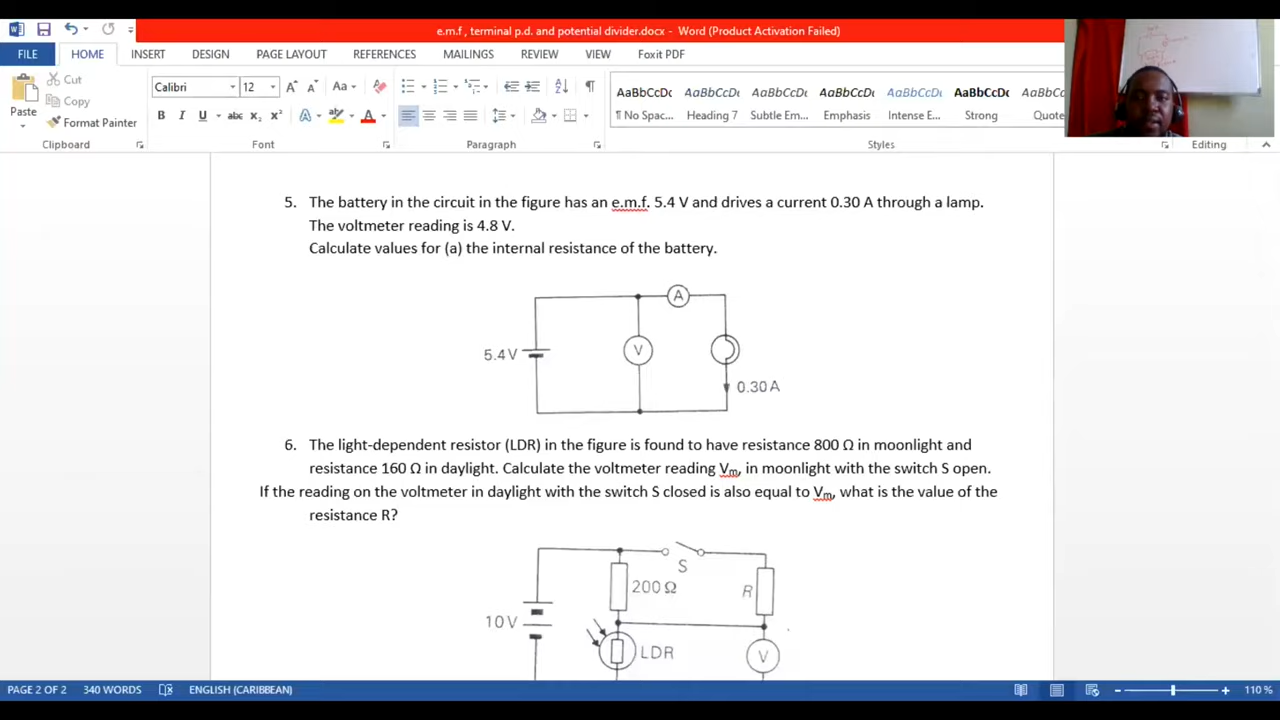 e.m.f , terminal p.d. and potential divider.docx - Word (Product Activation Failed)
FILE HOME INSERT DESIGN PAGE LAYOUT REFERENCES MAILINGS REVIEW VIEW Foxit PDF
Cut
Copy
Format Painter
Paste
Calibri 12
AaBbCcDc AaBbCcDc AaBbCcDc AaBbCcDc AaBbCcDc AaBbCcDc AaBbCc
¶ No Spac... Heading 7 Subtle Em... Emphasis Intense E... Strong Quote
Clipboard Font Paragraph Styles Editing
5. The battery in the circuit in the figure has an e.m.f. 5.4 V and drives a current 0.30 A through a lamp.
The voltmeter reading is 4.8 V.
Calculate values for (a) the internal resistance of the battery.
A
5.4 V
V
0.30 A
6. The light-dependent resistor (LDR) in the figure is found to have resistance 800 Ω in moonlight and
resistance 160 Ω in daylight. Calculate the voltmeter reading Vm, in moonlight with the switch S open.
If the reading on the voltmeter in daylight with the switch S closed is also equal to Vm, what is the value of the
resistance R?
S
200 Ω
R
10 V
LDR
V
PAGE 2 OF 2 340 WORDS ENGLISH (CARIBBEAN) 110 %